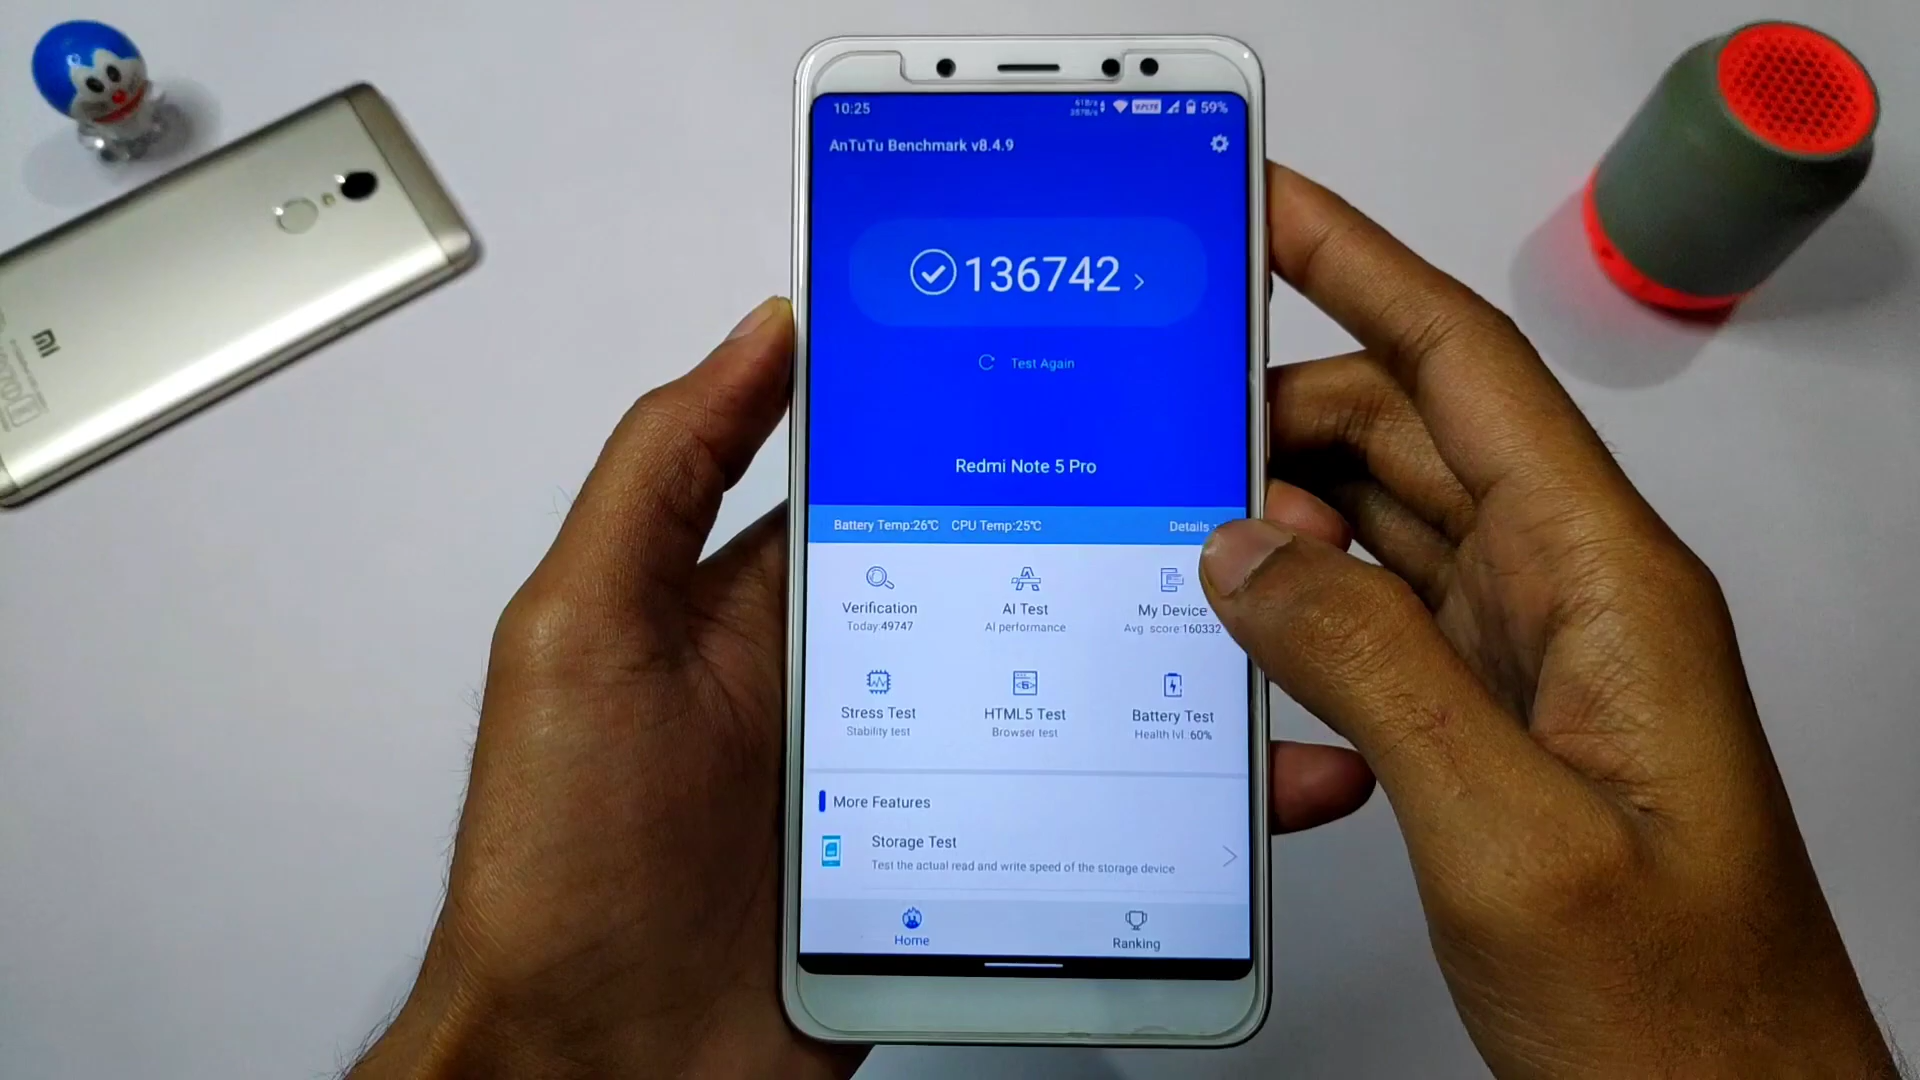 10:25
VoLTE
59%
AnTuTu Benchmark v8.4.9
136742
Test Again
Redmi Note 5 Pro
Battery Temp:26℃ CPU Temp:25℃ Details
Verification
Today:49747
AI Test
AI performance
My Device
Avg. score:160332
Stress Test
Stability test
HTML5 Test
Browser test
Battery Test
Health lvl. 60%
More Features
Storage Test
Test the actual read and write speed of the storage device
Home
Ranking
mi